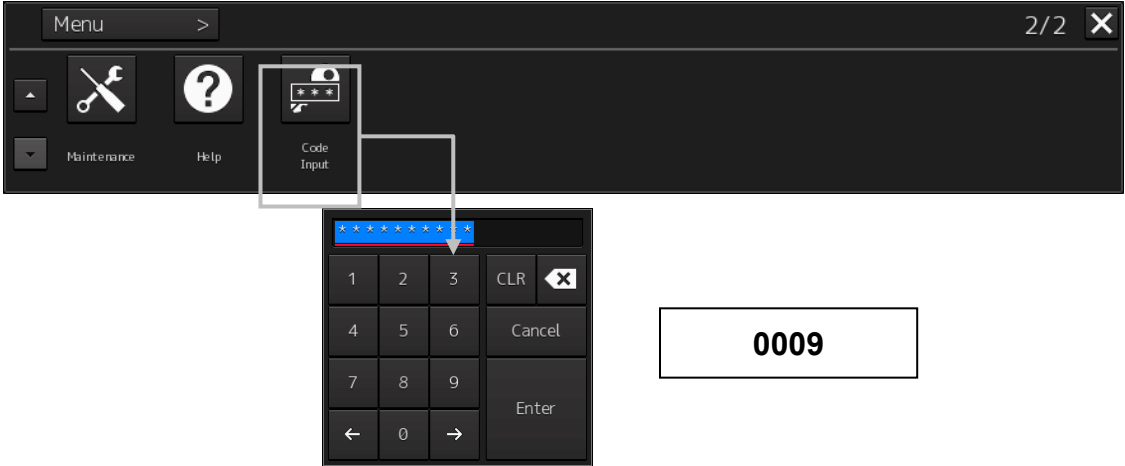 Menu >
2/2
* * *
Maintenance
Help
Code
Input
* * * * * * * * * *
1 2 3 CLR
4 5 6 Cancel
7 8 9
Enter
← 0 →
0009